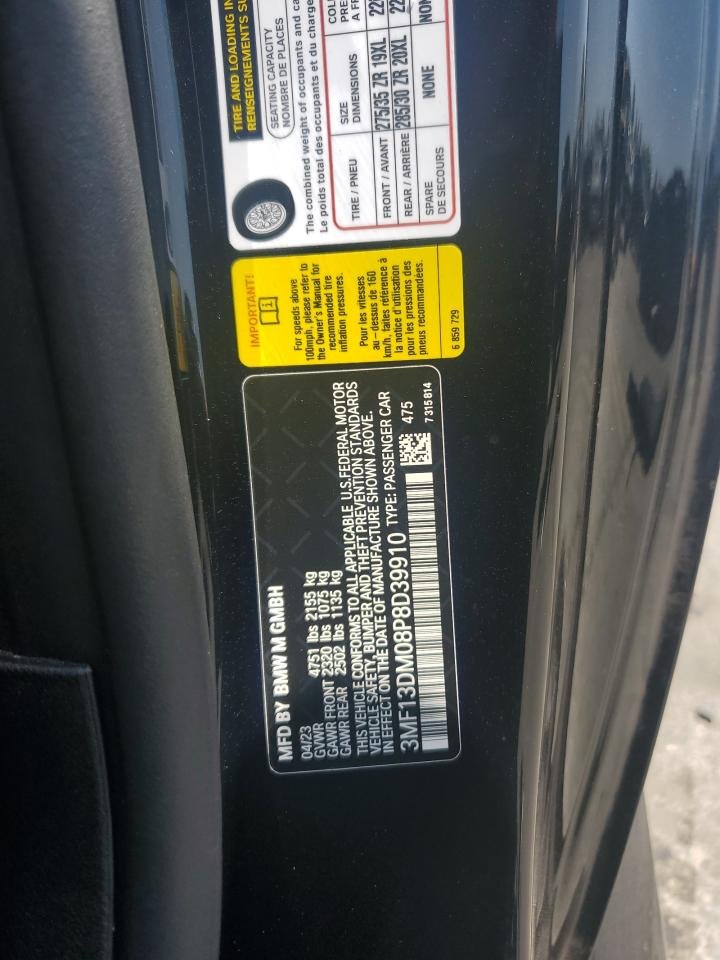 MFD BY BMW M GMBH
04/23
GVWR 4751 lbs 2155 kg
GAWR FRONT 2320 lbs 1075 kg
GAWR REAR 2502 lbs 1135 kg
THIS VEHICLE CONFORMS TO ALL APPLICABLE U.S. FEDERAL MOTOR
VEHICLE SAFETY, BUMPER AND THEFT PREVENTION STANDARDS
IN EFFECT ON THE DATE OF MANUFACTURE SHOWN ABOVE.
3MF13DM08P8D39910 TYPE: PASSENGER CAR
475
7 315 814
IMPORTANT!
For speeds above
100mph, please refer to
the Owner's Manual for
recommended tire
inflation pressures.
Pour les vitesses
au-dessus de 160
km/h, faites référence à
la notice d'utilisation
pour les pressions des
pneus recommandées.
6 859 729
TIRE AND LOADING
RENSEIGNEMENTS
SEATING CAPACITY
NOMBRE DE PLACES
The combined weight of occupants and
Le poids total des occupants et du
TIRE / PNEU SIZE
DIMENSIONS
FRONT / AVANT 275/35 ZR 19XL
REAR / ARRIÈRE 285/30 ZR 20XL
SPARE
DE SECOURS NONE